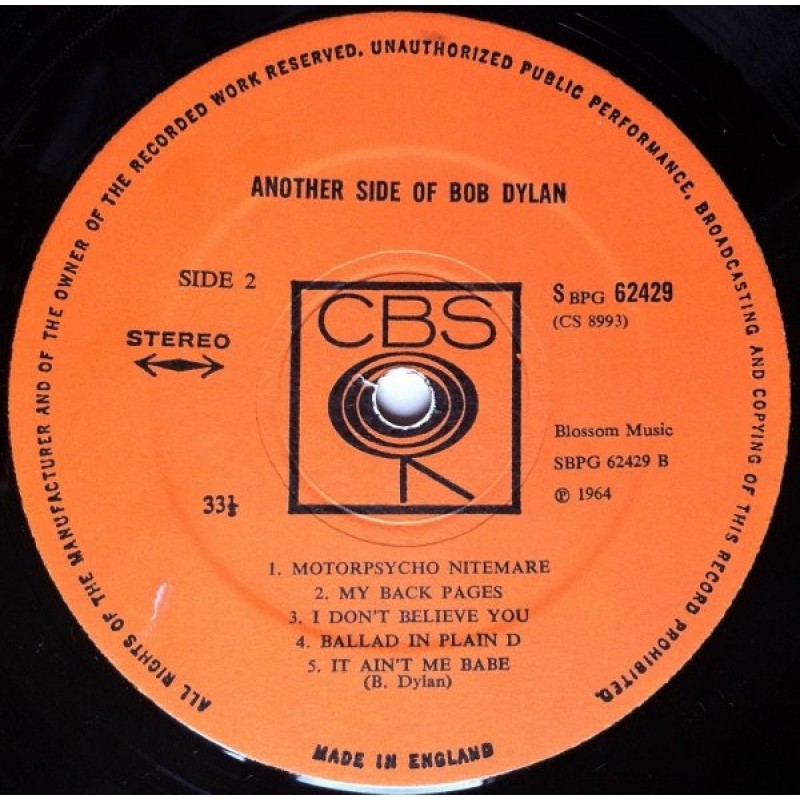 ALL RIGHTS OF THE MANUFACTURER AND OF THE OWNER OF THE RECORDED WORK RESERVED. UNAUTHORIZED PUBLIC PERFORMANCE, BROADCASTING AND COPYING OF THIS RECORD PROHIBITED.
ANOTHER SIDE OF BOB DYLAN
SIDE 2
STEREO
33⅓
CBS
S BPG 62429
(CS 8993)
Blossom Music
SBPG 62429 B
℗ 1964
1. MOTORPSYCHO NITEMARE
2. MY BACK PAGES
3. I DON'T BELIEVE YOU
4. BALLAD IN PLAIN D
5. IT AIN'T ME BABE
(B. Dylan)
MADE IN ENGLAND